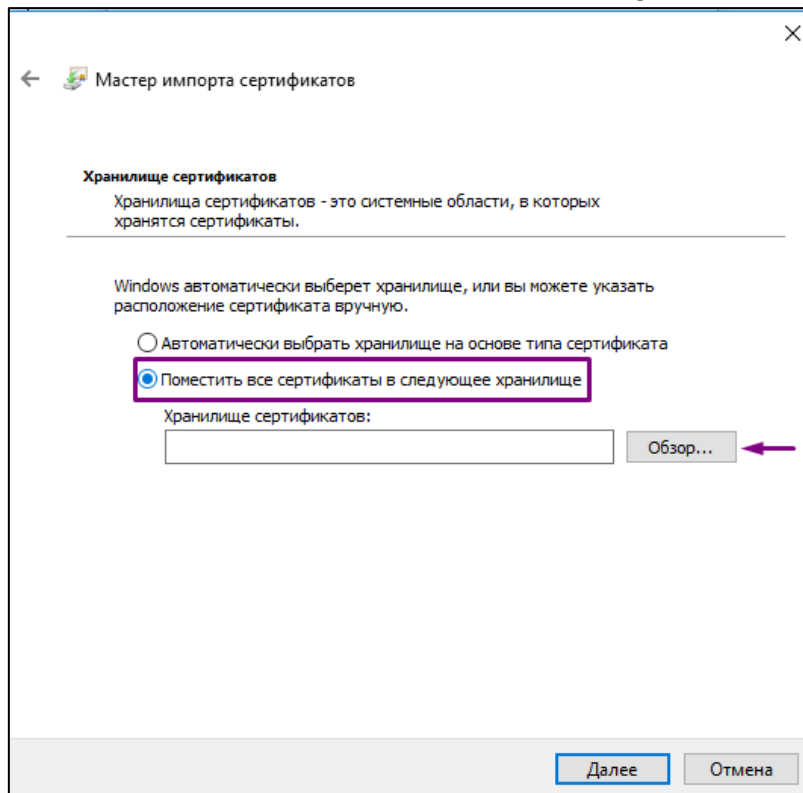 Мастер импорта сертификатов
Хранилище сертификатов
Хранилища сертификатов - это системные области, в которых
хранятся сертификаты.
Windows автоматически выберет хранилище, или вы можете указать
расположение сертификата вручную.
Автоматически выбрать хранилище на основе типа сертификата
Поместить все сертификаты в следующее хранилище
Хранилище сертификатов:
Обзор...
Далее
Отмена